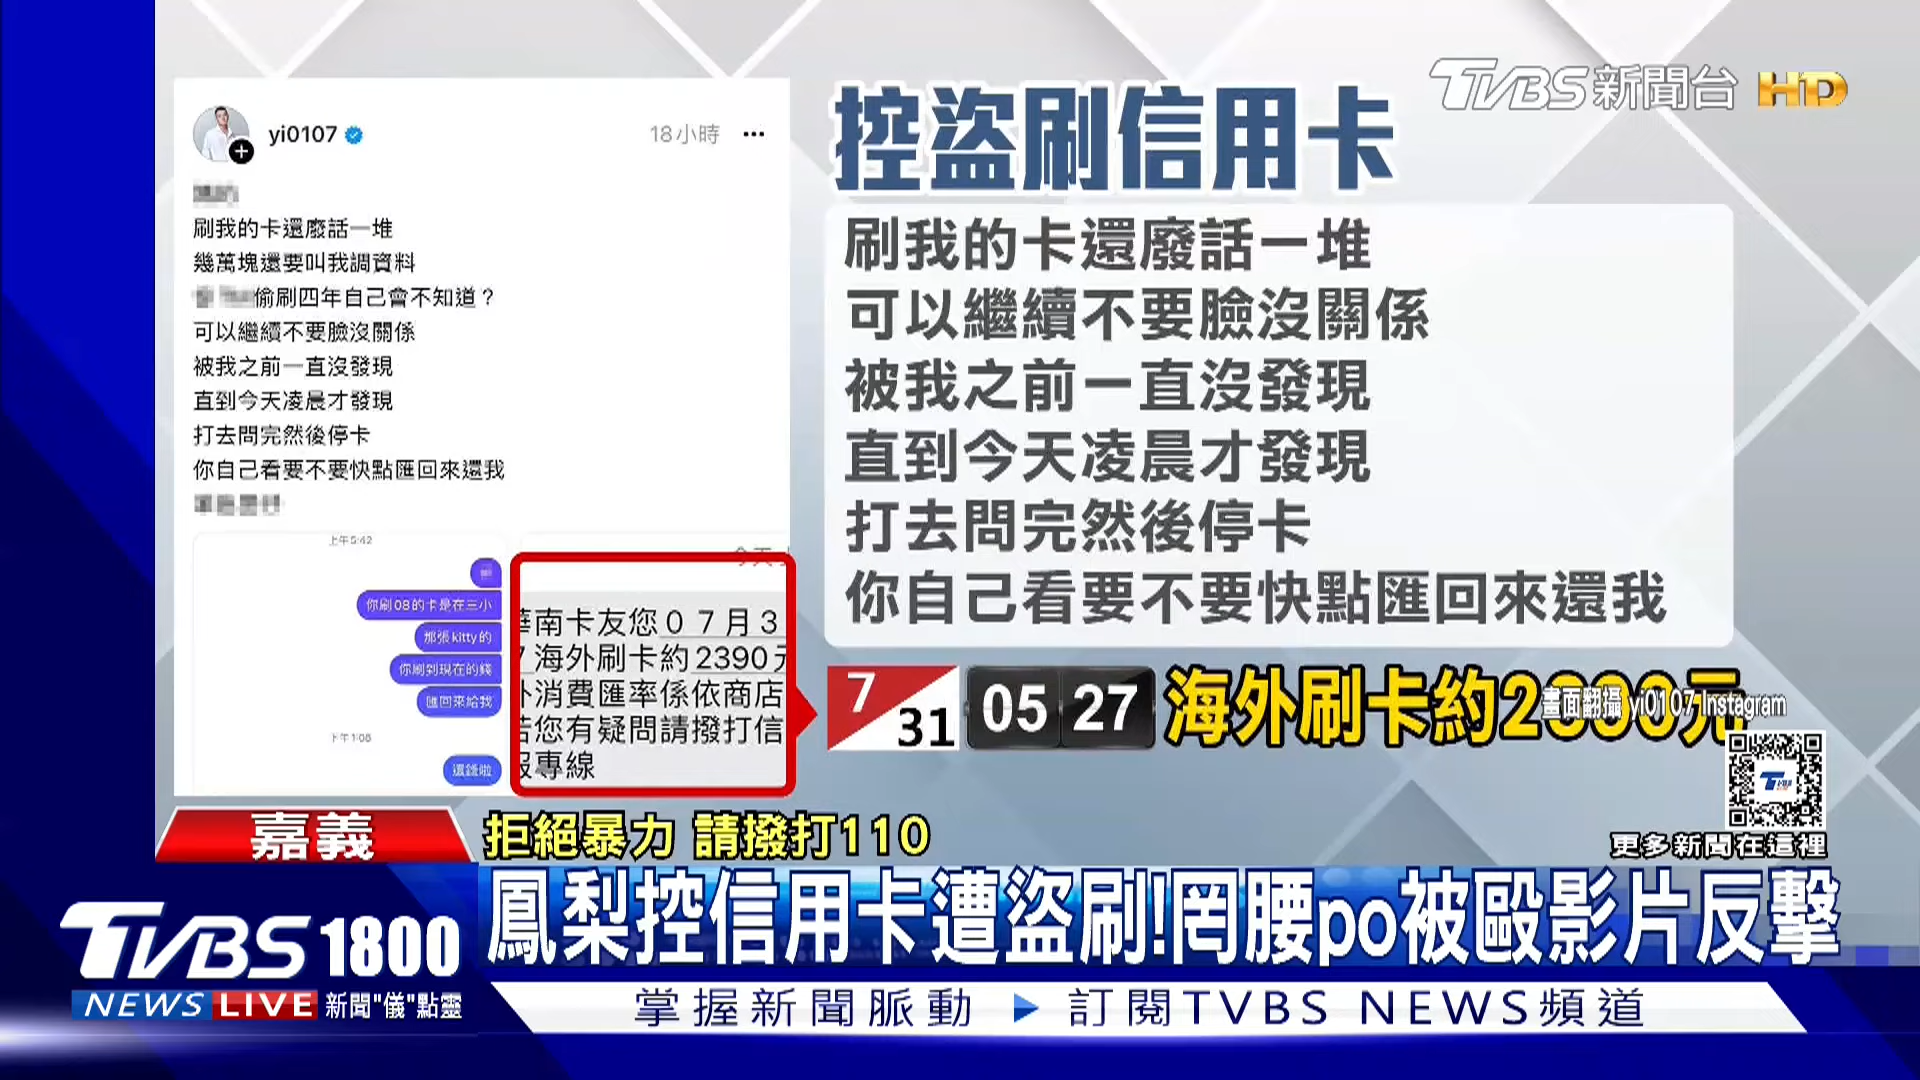 TVBS新聞台 HD
yi0107
18小時
刷我的卡還廢話一堆
幾萬塊還要叫我調資料
偷刷四年自己會不知道？
可以繼續不要臉沒關係
被我之前一直沒發現
直到今天凌晨才發現
打去問完然後停卡
你自己看要不要快點匯回來還我
上午5:42
你刷08的卡是在三小
那張kitty的
你刷到現在的錢
匯回來給我
下午1:08
還錢啦
南卡友您07月3
海外刷卡約2390元
消費匯率係依商店
您有疑問請撥打信
專線
控盜刷信用卡
刷我的卡還廢話一堆
可以繼續不要臉沒關係
被我之前一直沒發現
直到今天凌晨才發現
打去問完然後停卡
你自己看要不要快點匯回來還我
7 31 05 27 海外刷卡約2390元
畫面翻攝 yi0107 Instagram
更多新聞在這裡
嘉義
拒絕暴力 請撥打110
鳳梨控信用卡遭盜刷!罔腰po被毆影片反擊
TVBS 1800
NEWS LIVE 新聞"儀"點靈
掌握新聞脈動 ▶ 訂閱TVBS NEWS頻道